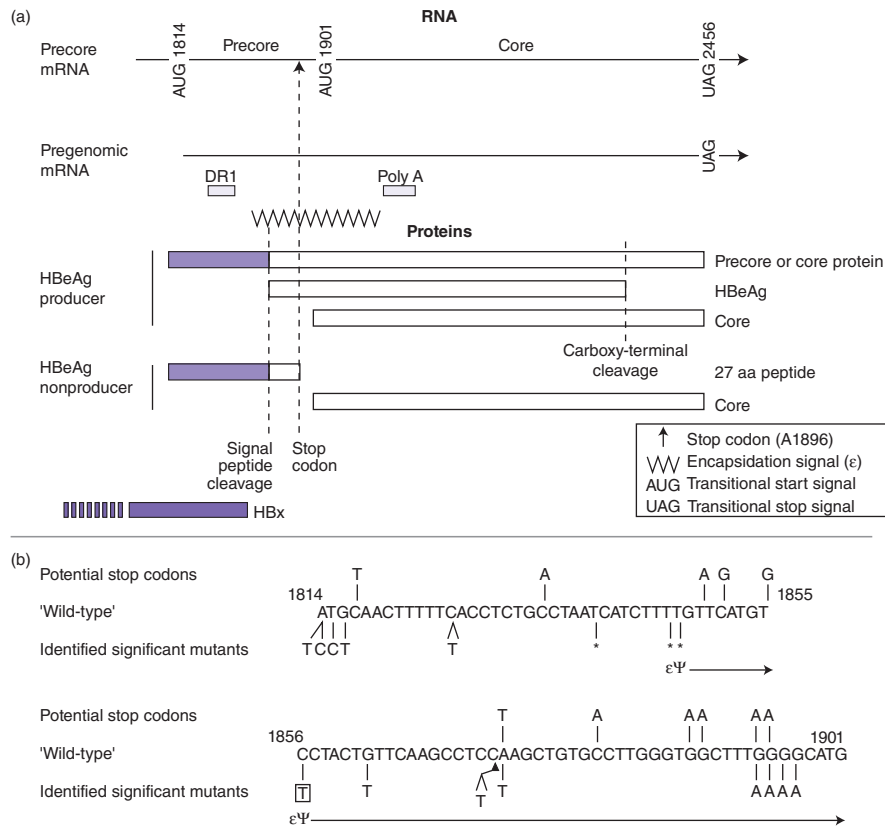 (a)
RNA
Precore mRNA
AUG 1814
Precore
AUG 1901
Core
UAG 2456
Pregenomic mRNA
UAG
DR1
Poly A
Proteins
HBeAg producer
Precore or core protein
HBeAg
Core
Carboxy-terminal cleavage
HBeAg nonproducer
27 aa peptide
Core
Signal peptide cleavage
Stop codon
Stop codon (A1896)
Encapsidation signal (ε)
AUG Transitional start signal
UAG Transitional stop signal
HBx
(b)
Potential stop codons
T A A G G
1814 1855
'Wild-type'
ATGCAACTTTTTCACCTCTGCCTAATCATCTTTTGTTCATGT
Identified significant mutants
T C C T T * * *
εΨ
Potential stop codons
T A A A A A
1856 1901
'Wild-type'
CCTACTGTTCAAGCCTCCAAGCTGTGCCTTGGGTGGCTTTGGGGCATG
Identified significant mutants
T T T T A A A A
εΨ